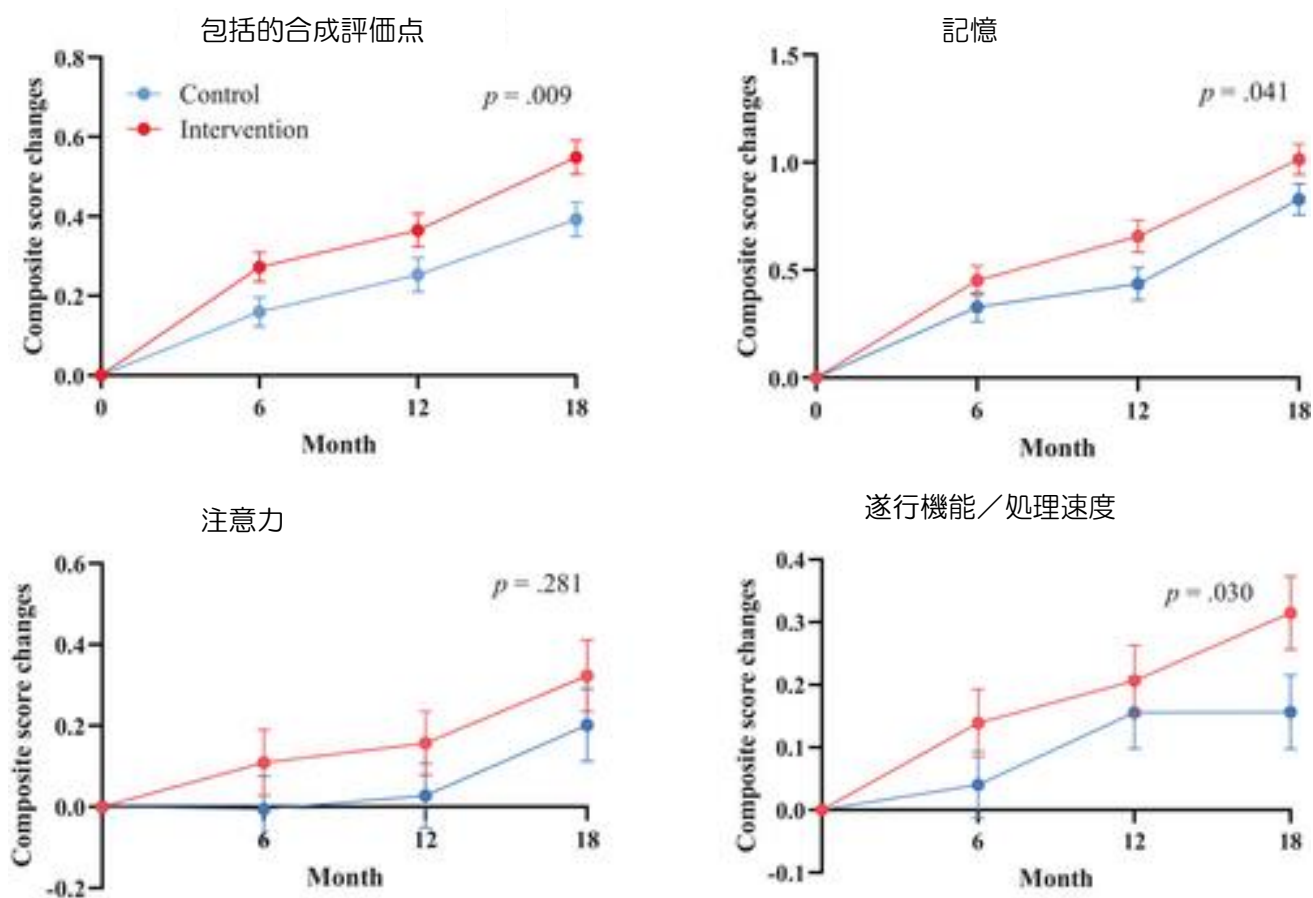 包括的合成評価点
Composite score changes
0.8
0.6
0.4
0.2
0.0
Control
Intervention
p = .009
0
6
12
18
Month
記憶
Composite score changes
1.5
1.0
0.5
0.0
p = .041
0
6
12
18
Month
注意力
Composite score changes
0.6
0.4
0.2
0.0
-0.2
p = .281
6
12
18
Month
遂行機能／処理速度
Composite score changes
0.4
0.3
0.2
0.1
0.0
-0.1
p = .030
6
12
18
Month